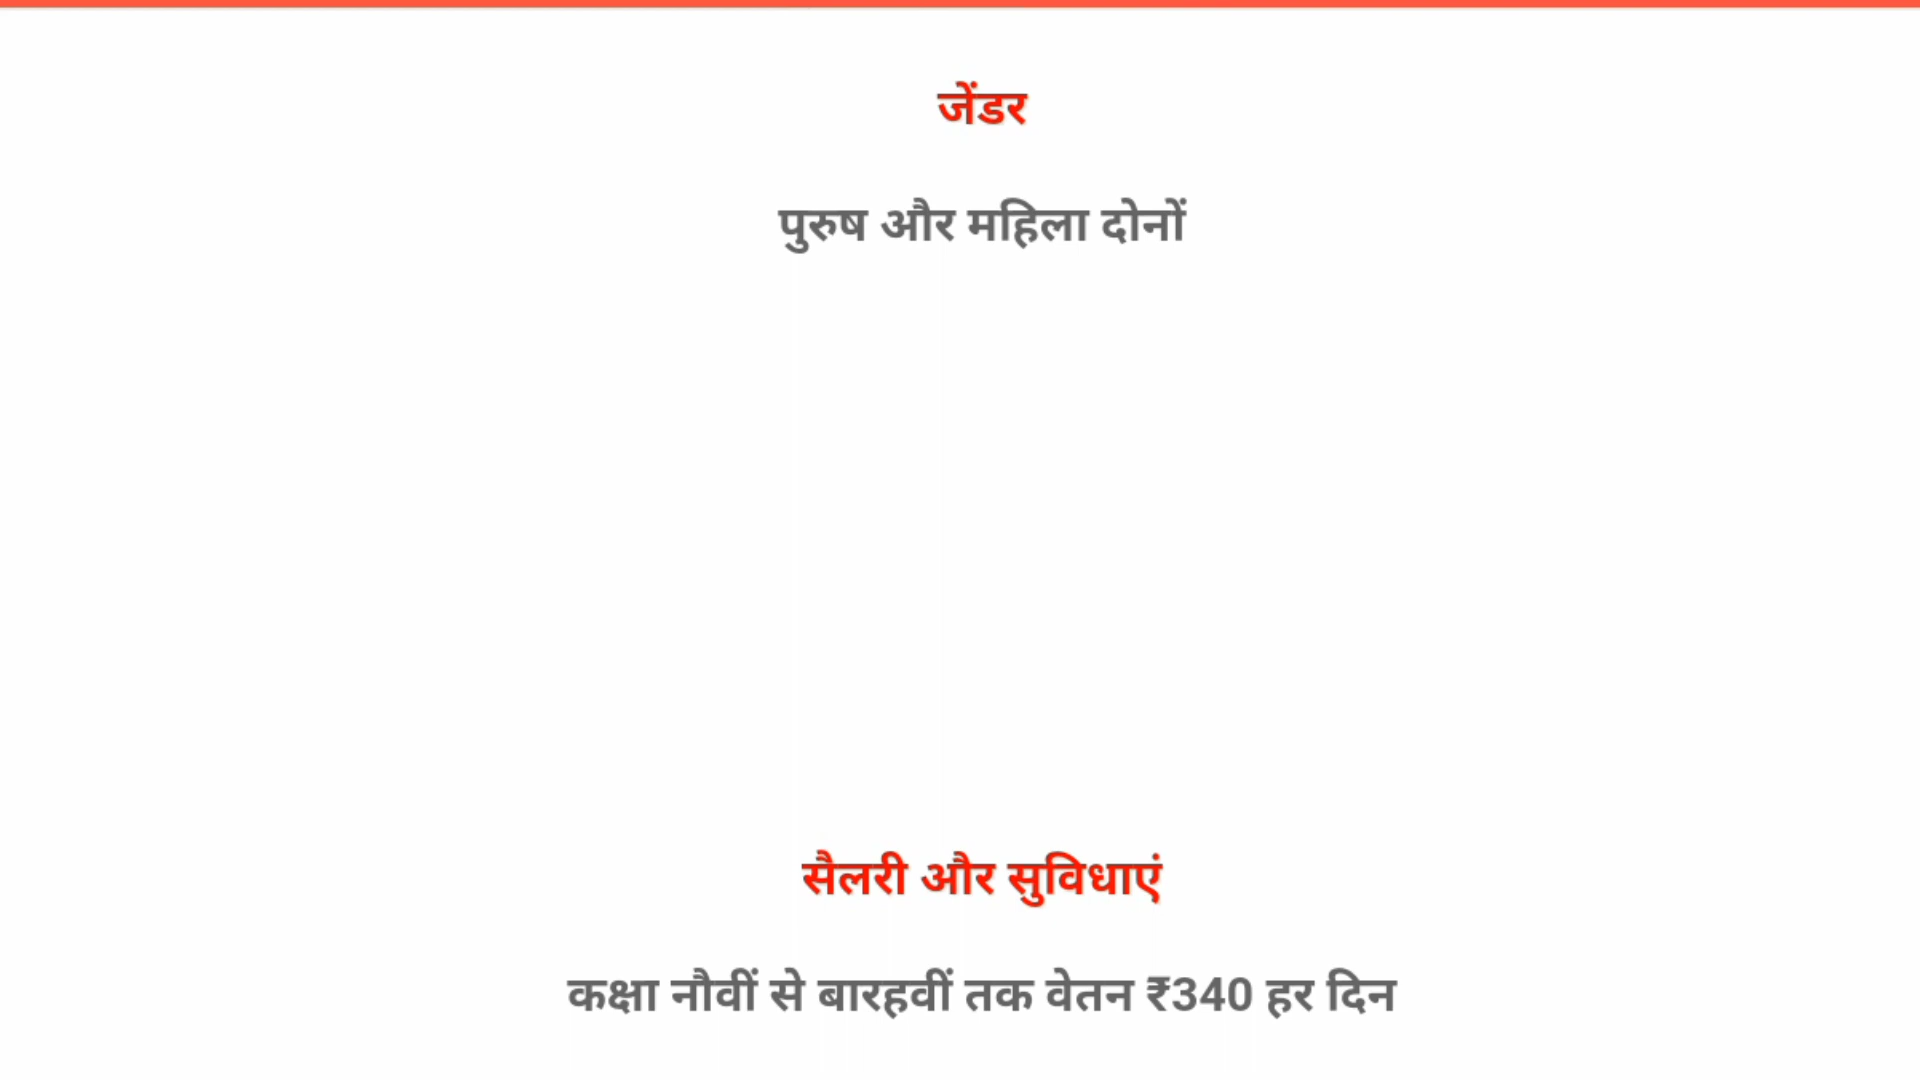 जेंडर
पुरुष और महिला दोनों
सैलरी और सुविधाएं
कक्षा नौवीं से बारहवीं तक वेतन ₹340 हर दिन